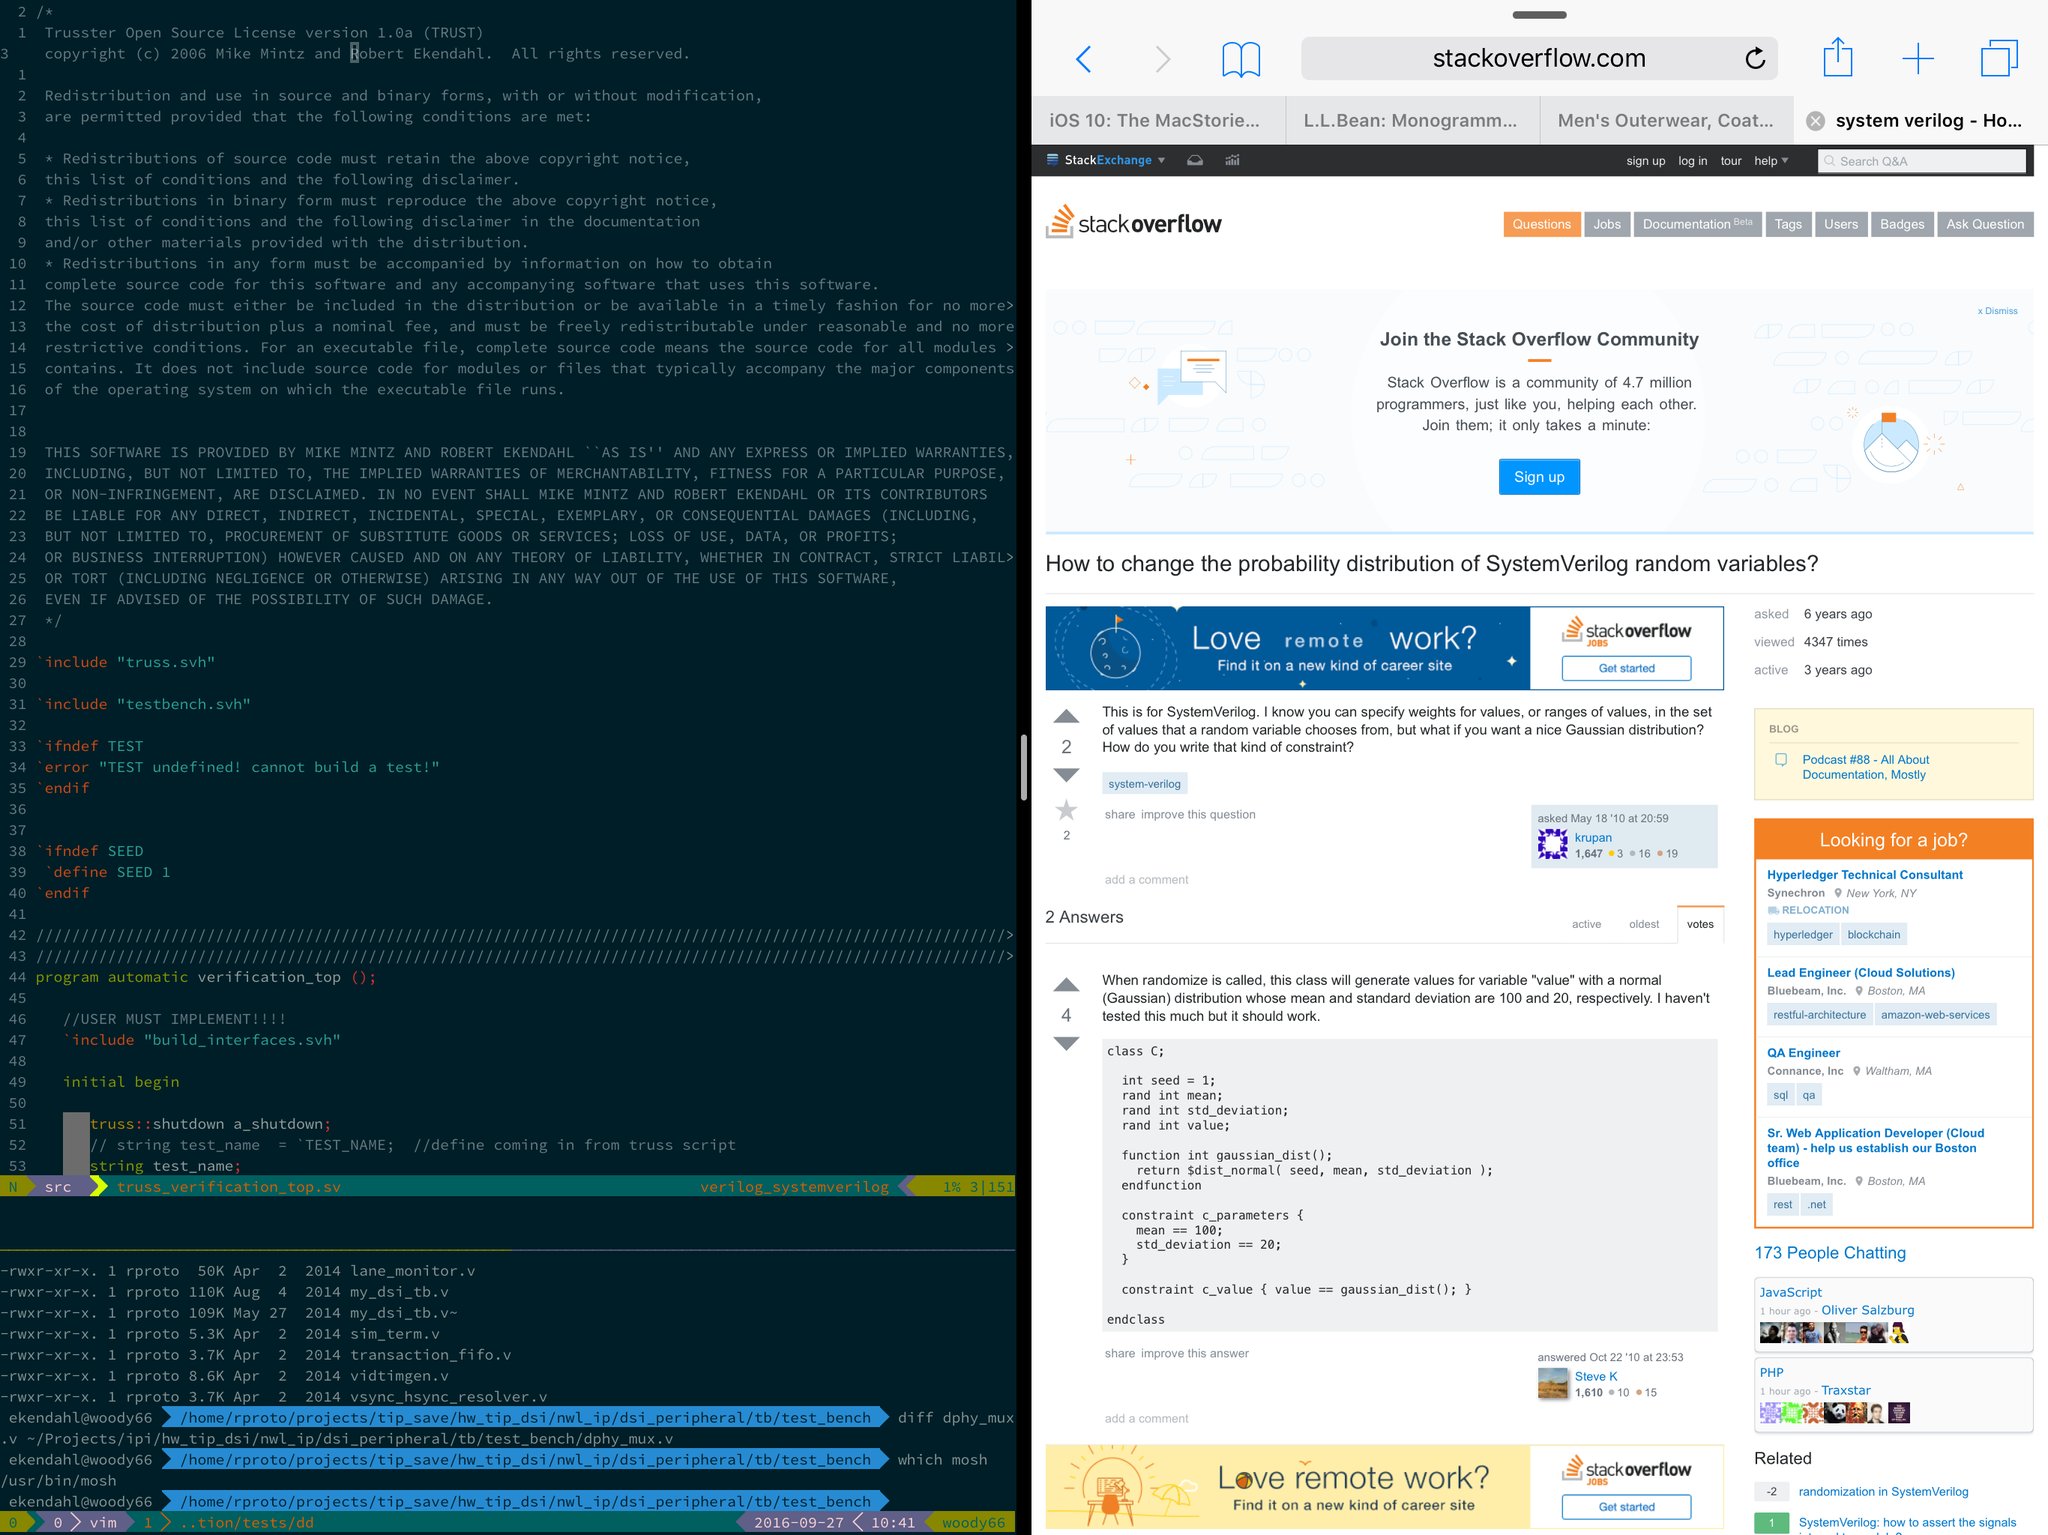 2 /*
1 Trusster Open Source License version 1.0a (TRUST)
3 copyright (c) 2006 Mike Mintz and Robert Ekendahl. All rights reserved.
1
2 Redistribution and use in source and binary forms, with or without modification,
3 are permitted provided that the following conditions are met:
4
5 * Redistributions of source code must retain the above copyright notice,
6 this list of conditions and the following disclaimer.
7 * Redistributions in binary form must reproduce the above copyright notice,
8 this list of conditions and the following disclaimer in the documentation
9 and/or other materials provided with the distribution.
10 * Redistributions in any form must be accompanied by information on how to obtain
11 complete source code for this software and any accompanying software that uses this software.
12 The source code must either be included in the distribution or be available in a timely fashion for no more>
13 the cost of distribution plus a nominal fee, and must be freely redistributable under reasonable and no more
14 restrictive conditions. For an executable file, complete source code means the source code for all modules >
15 contains. It does not include source code for modules or files that typically accompany the major components
16 of the operating system on which the executable file runs.
17
18
19 THIS SOFTWARE IS PROVIDED BY MIKE MINTZ AND ROBERT EKENDAHL ``AS IS'' AND ANY EXPRESS OR IMPLIED WARRANTIES,
20 INCLUDING, BUT NOT LIMITED TO, THE IMPLIED WARRANTIES OF MERCHANTABILITY, FITNESS FOR A PARTICULAR PURPOSE,
21 OR NON-INFRINGEMENT, ARE DISCLAIMED. IN NO EVENT SHALL MIKE MINTZ AND ROBERT EKENDAHL OR ITS CONTRIBUTORS
22 BE LIABLE FOR ANY DIRECT, INDIRECT, INCIDENTAL, SPECIAL, EXEMPLARY, OR CONSEQUENTIAL DAMAGES (INCLUDING,
23 BUT NOT LIMITED TO, PROCUREMENT OF SUBSTITUTE GOODS OR SERVICES; LOSS OF USE, DATA, OR PROFITS;
24 OR BUSINESS INTERRUPTION) HOWEVER CAUSED AND ON ANY THEORY OF LIABILITY, WHETHER IN CONTRACT, STRICT LIABIL>
25 OR TORT (INCLUDING NEGLIGENCE OR OTHERWISE) ARISING IN ANY WAY OUT OF THE USE OF THIS SOFTWARE,
26 EVEN IF ADVISED OF THE POSSIBILITY OF SUCH DAMAGE.
27 */
28
29 `include "truss.svh"
30
31 `include "testbench.svh"
32
33 `ifndef TEST
34 `error "TEST undefined! cannot build a test!"
35 `endif
36
37
38 `ifndef SEED
39 `define SEED 1
40 `endif
41
42 ////////////////////////////////////////////////////////////////////////////////////////////////////////////>
43 ////////////////////////////////////////////////////////////////////////////////////////////////////////////>
44 program automatic verification_top ();
45
46 //USER MUST IMPLEMENT!!!!
47 `include "build_interfaces.svh"
48
49 initial begin
50
51 truss::shutdown a_shutdown;
52 // string test_name = `TEST_NAME; //define coming in from truss script
53 string test_name;
N src truss_verification_top.sv verilog_systemverilog 1% 3|151
-rwxr-xr-x. 1 rproto 50K Apr 2 2014 lane_monitor.v
-rwxr-xr-x. 1 rproto 110K Aug 4 2014 my_dsi_tb.v
-rwxr-xr-x. 1 rproto 109K May 27 2014 my_dsi_tb.v~
-rwxr-xr-x. 1 rproto 5.3K Apr 2 2014 sim_term.v
-rwxr-xr-x. 1 rproto 3.7K Apr 2 2014 transaction_fifo.v
-rwxr-xr-x. 1 rproto 8.6K Apr 2 2014 vidtimgen.v
-rwxr-xr-x. 1 rproto 3.7K Apr 2 2014 vsync_hsync_resolver.v
ekendahl@woody66 /home/rproto/projects/tip_save/hw_tip_dsi/nwl_ip/dsi_peripheral/tb/test_bench diff dphy_mux
.v ~/Projects/ipi/hw_tip_dsi/nwl_ip/dsi_peripheral/tb/test_bench/dphy_mux.v
ekendahl@woody66 /home/rproto/projects/tip_save/hw_tip_dsi/nwl_ip/dsi_peripheral/tb/test_bench which mosh
/usr/bin/mosh
ekendahl@woody66 /home/rproto/projects/tip_save/hw_tip_dsi/nwl_ip/dsi_peripheral/tb/test_bench
0 0 vim 1 ..tion/tests/dd 2016-09-27 10:41 woody66
stackoverflow.com
iOS 10: The MacStorie... L.L.Bean: Monogramm... Men's Outerwear, Coat... system verilog - Ho...
StackExchange sign up log in tour help Search Q&A
stackoverflow Questions Jobs Documentation Beta Tags Users Badges Ask Question
x Dismiss
Join the Stack Overflow Community
Stack Overflow is a community of 4.7 million
programmers, just like you, helping each other.
Join them; it only takes a minute:
Sign up
How to change the probability distribution of SystemVerilog random variables?
Love remote work?
Find it on a new kind of career site
stackoverflow
JOBS
Get started
This is for SystemVerilog. I know you can specify weights for values, or ranges of values, in the set
of values that a random variable chooses from, but what if you want a nice Gaussian distribution?
How do you write that kind of constraint?
2
system-verilog
2
share improve this question
asked May 18 '10 at 20:59
krupan
1,647 3 16 19
add a comment
2 Answers active oldest votes
When randomize is called, this class will generate values for variable "value" with a normal
(Gaussian) distribution whose mean and standard deviation are 100 and 20, respectively. I haven't
tested this much but it should work.
4
class C;
int seed = 1;
rand int mean;
rand int std_deviation;
rand int value;
function int gaussian_dist();
return $dist_normal( seed, mean, std_deviation );
endfunction
constraint c_parameters {
mean == 100;
std_deviation == 20;
}
constraint c_value { value == gaussian_dist(); }
endclass
share improve this answer
answered Oct 22 '10 at 23:53
Steve K
1,610 10 15
add a comment
Love remote work?
Find it on a new kind of career site
stackoverflow
JOBS
Get started
asked 6 years ago
viewed 4347 times
active 3 years ago
BLOG
Podcast #88 - All About
Documentation, Mostly
Looking for a job?
Hyperledger Technical Consultant
Synechron New York, NY
RELOCATION
hyperledger blockchain
Lead Engineer (Cloud Solutions)
Bluebeam, Inc. Boston, MA
restful-architecture amazon-web-services
QA Engineer
Connance, Inc Waltham, MA
sql qa
Sr. Web Application Developer (Cloud
team) - help us establish our Boston
office
Bluebeam, Inc. Boston, MA
rest .net
173 People Chatting
JavaScript
1 hour ago - Oliver Salzburg
PHP
1 hour ago - Traxstar
Related
-2 randomization in SystemVerilog
1 SystemVerilog: how to assert the signals